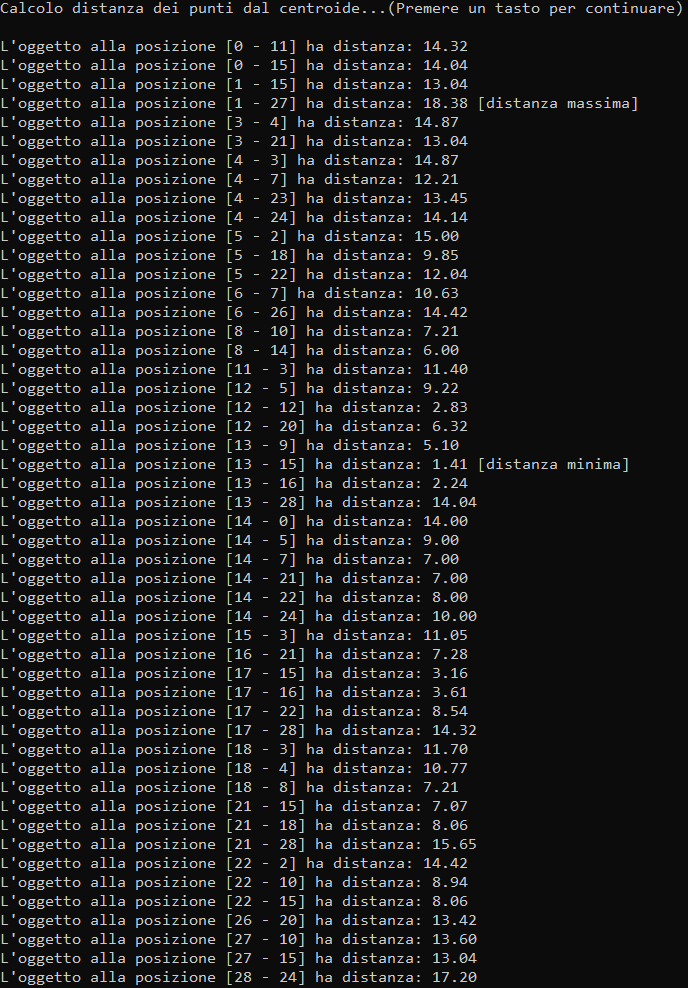 Calcolo distanza dei punti dal centroide...(Premere un tasto per continuare)
L'oggetto alla posizione [0 - 11] ha distanza: 14.32
L'oggetto alla posizione [0 - 15] ha distanza: 14.04
L'oggetto alla posizione [1 - 15] ha distanza: 13.04
L'oggetto alla posizione [1 - 27] ha distanza: 18.38 [distanza massima]
L'oggetto alla posizione [3 - 4] ha distanza: 14.87
L'oggetto alla posizione [3 - 21] ha distanza: 13.04
L'oggetto alla posizione [4 - 3] ha distanza: 14.87
L'oggetto alla posizione [4 - 7] ha distanza: 12.21
L'oggetto alla posizione [4 - 23] ha distanza: 13.45
L'oggetto alla posizione [4 - 24] ha distanza: 14.14
L'oggetto alla posizione [5 - 2] ha distanza: 15.00
L'oggetto alla posizione [5 - 18] ha distanza: 9.85
L'oggetto alla posizione [5 - 22] ha distanza: 12.04
L'oggetto alla posizione [6 - 7] ha distanza: 10.63
L'oggetto alla posizione [6 - 26] ha distanza: 14.42
L'oggetto alla posizione [8 - 10] ha distanza: 7.21
L'oggetto alla posizione [8 - 14] ha distanza: 6.00
L'oggetto alla posizione [11 - 3] ha distanza: 11.40
L'oggetto alla posizione [12 - 5] ha distanza: 9.22
L'oggetto alla posizione [12 - 12] ha distanza: 2.83
L'oggetto alla posizione [12 - 20] ha distanza: 6.32
L'oggetto alla posizione [13 - 9] ha distanza: 5.10
L'oggetto alla posizione [13 - 15] ha distanza: 1.41 [distanza minima]
L'oggetto alla posizione [13 - 16] ha distanza: 2.24
L'oggetto alla posizione [13 - 28] ha distanza: 14.04
L'oggetto alla posizione [14 - 0] ha distanza: 14.00
L'oggetto alla posizione [14 - 5] ha distanza: 9.00
L'oggetto alla posizione [14 - 7] ha distanza: 7.00
L'oggetto alla posizione [14 - 21] ha distanza: 7.00
L'oggetto alla posizione [14 - 22] ha distanza: 8.00
L'oggetto alla posizione [14 - 24] ha distanza: 10.00
L'oggetto alla posizione [15 - 3] ha distanza: 11.05
L'oggetto alla posizione [16 - 21] ha distanza: 7.28
L'oggetto alla posizione [17 - 15] ha distanza: 3.16
L'oggetto alla posizione [17 - 16] ha distanza: 3.61
L'oggetto alla posizione [17 - 22] ha distanza: 8.54
L'oggetto alla posizione [17 - 28] ha distanza: 14.32
L'oggetto alla posizione [18 - 3] ha distanza: 11.70
L'oggetto alla posizione [18 - 4] ha distanza: 10.77
L'oggetto alla posizione [18 - 8] ha distanza: 7.21
L'oggetto alla posizione [21 - 15] ha distanza: 7.07
L'oggetto alla posizione [21 - 18] ha distanza: 8.06
L'oggetto alla posizione [21 - 28] ha distanza: 15.65
L'oggetto alla posizione [22 - 2] ha distanza: 14.42
L'oggetto alla posizione [22 - 10] ha distanza: 8.94
L'oggetto alla posizione [22 - 15] ha distanza: 8.06
L'oggetto alla posizione [26 - 20] ha distanza: 13.42
L'oggetto alla posizione [27 - 10] ha distanza: 13.60
L'oggetto alla posizione [27 - 15] ha distanza: 13.04
L'oggetto alla posizione [28 - 24] ha distanza: 17.20